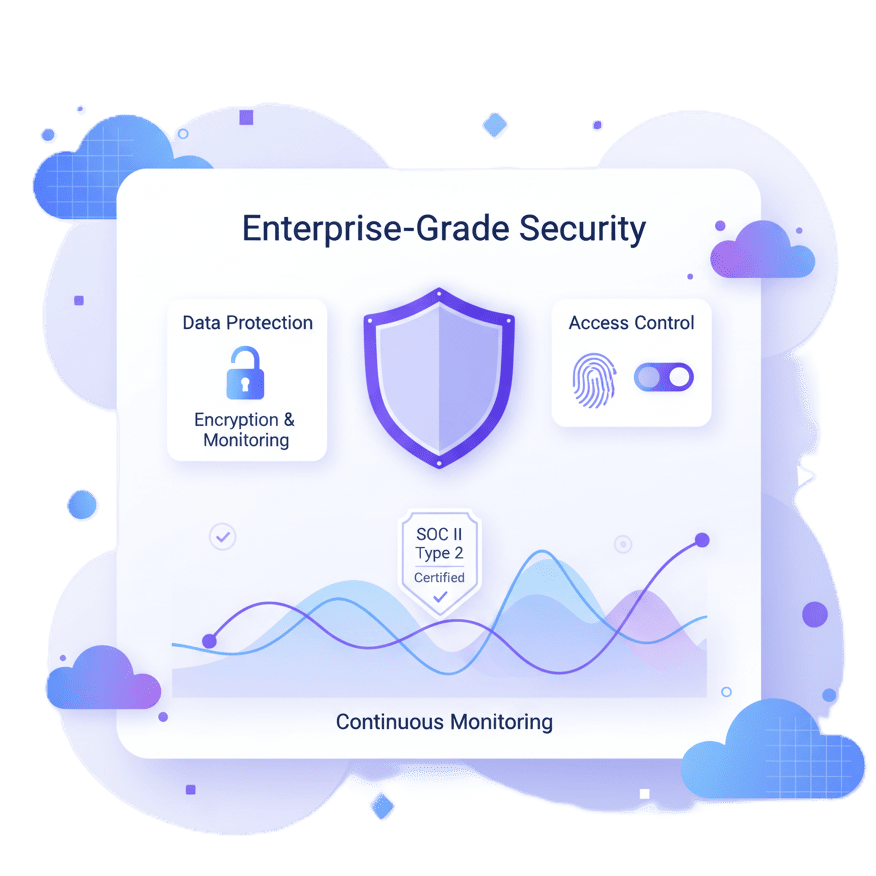 Enterprise-Grade Security
Data Protection
Encryption &
Monitoring
Access Control
SOC II
Type 2
Certified
Continuous Monitoring